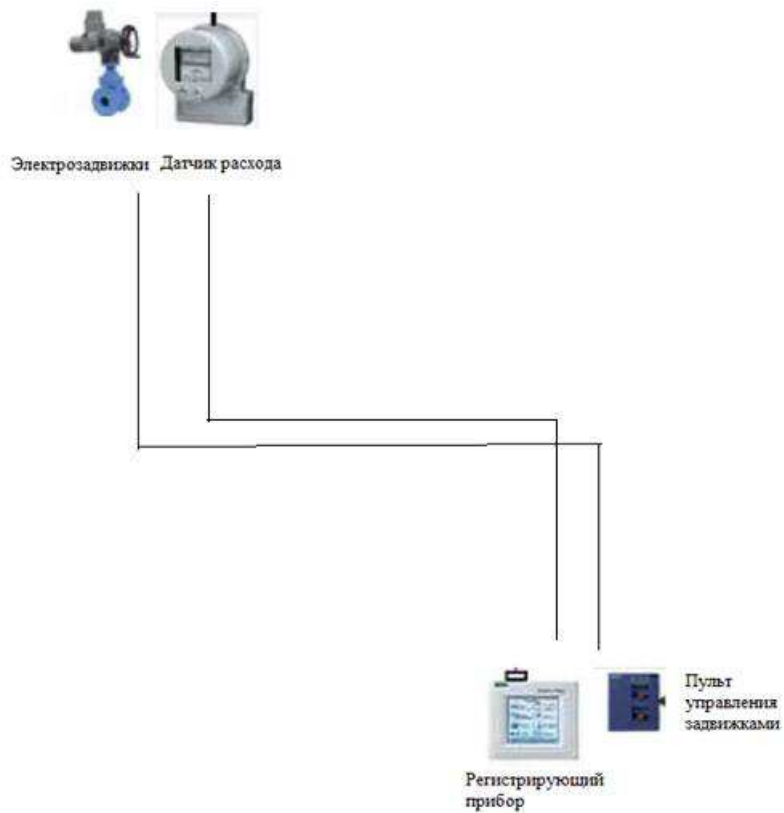 Электрозадвижки Датчик расхода
Пульт
управления
задвижками
Регистрирующий
прибор